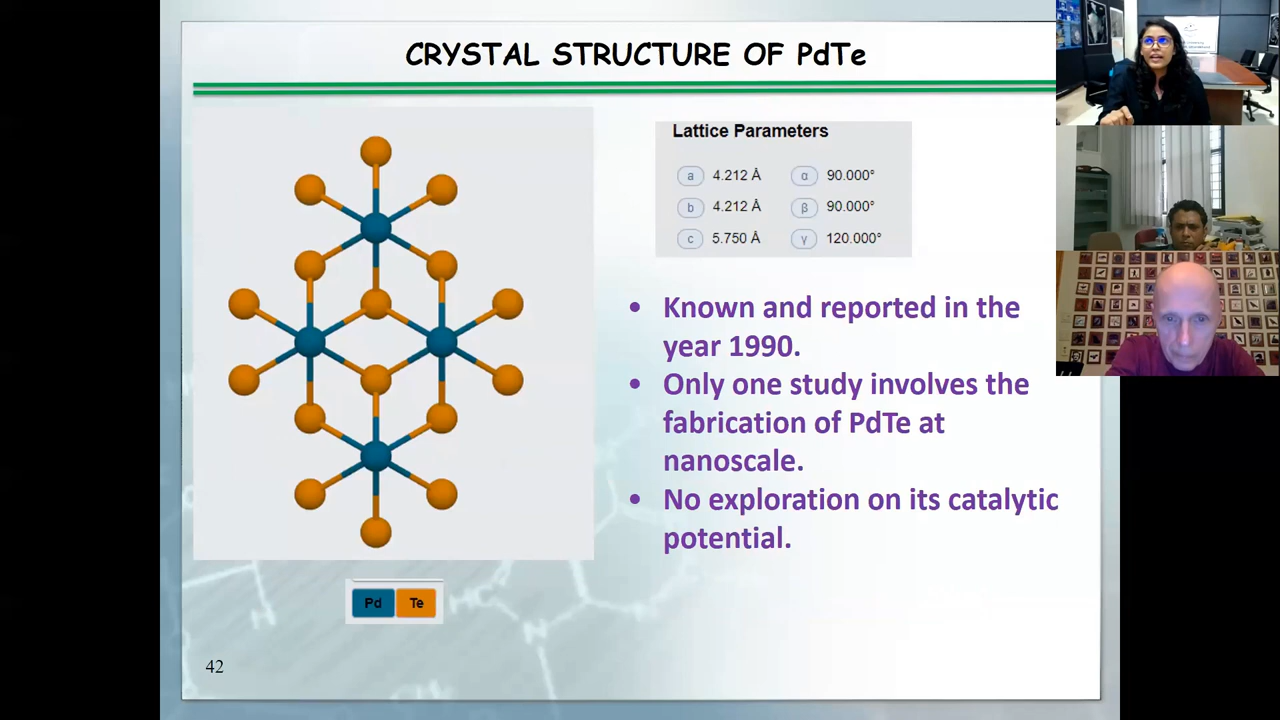 CRYSTAL STRUCTURE OF PdTe
Lattice Parameters
a 4.212 Å α 90.000°
b 4.212 Å β 90.000°
c 5.750 Å γ 120.000°
• Known and reported in the
year 1990.
• Only one study involves the
fabrication of PdTe at
nanoscale.
• No exploration on its catalytic
potential.
Pd Te
42